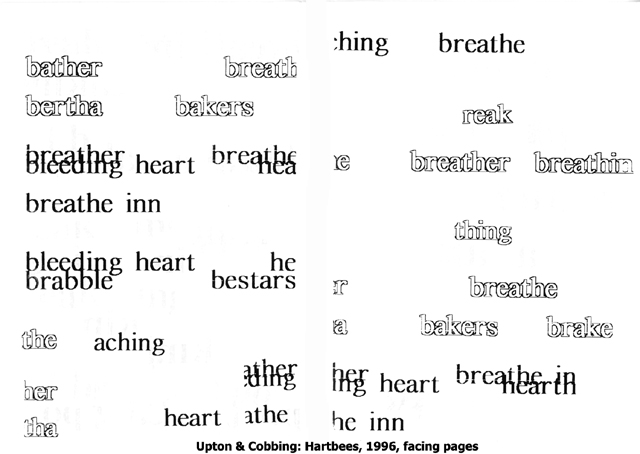 bather breath
bertha bakers
breather breathe
bleeding heart hea
breathe inn
bleeding heart he
brabble bestars
the aching
ather
ding
her
tha heart athe
ching breathe
reak
e breather breathin
thing
r breathe
a bakers brake
her breathe in
ing heart hearth
he inn
Upton & Cobbing: Hartbees, 1996, facing pages